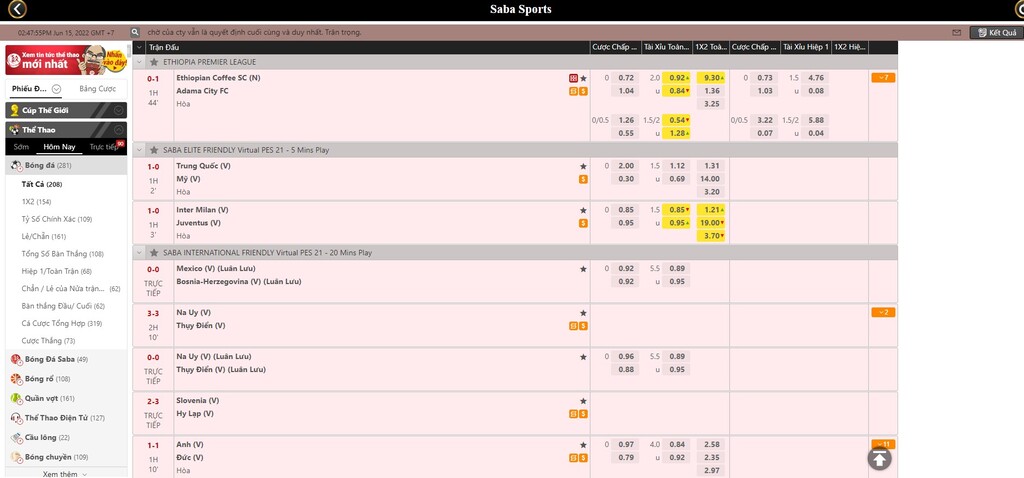 Saba Sports
02:47:55PM Jun 15, 2022 GMT +7
chờ của cty vẫn là quyết định cuối cùng và duy nhất. Trân trọng.
Kết Quả
Xem tin tức thể thao
mới nhất
Nhấn
vào đây!
Phiếu Đ...
Bảng Cược
Cúp Thế Giới
Thể Thao
Sớm Hôm Nay Trực tiếp
Bóng đá (281)
Tất Cả (208)
1X2 (154)
Tỷ Số Chính Xác (109)
Lẻ/Chẵn (161)
Tổng Số Bàn Thắng (108)
Hiệp 1/Toàn Trận (68)
Chẵn / Lẻ của Nửa trận... (62)
Bàn thắng Đầu/ Cuối (62)
Cá Cược Tổng Hợp (319)
Cược Thắng (73)
Bóng Đá Saba (49)
Bóng rổ (108)
Quần vợt (161)
Thể Thao Điện Tử (127)
Cầu lông (22)
Bóng chuyền (109)
Xem thêm
Trận Đấu Cược Chấp ... Tài Xỉu Toàn... 1X2 Toà... Cược Chấp ... Tài Xỉu Hiệp 1 1X2 Hiệ...
ETHIOPIA PREMIER LEAGUE
0-1 Ethiopian Coffee SC (N) 0 0.72 2.0 0.92 9.30 0 0.73 1.5 4.76 7
1H Adama City FC 1.04 u 0.84 1.36 1.03 u 0.08
44' Hòa 3.25
0/0.5 1.26 1.5/2 0.54 0/0.5 3.22 1.5/2 5.88
0.55 u 1.28 0.07 u 0.04
SABA ELITE FRIENDLY Virtual PES 21 - 5 Mins Play
1-0 Trung Quốc (V) 0 2.00 1.5 1.12 1.31
1H Mỹ (V) 0.30 u 0.69 14.00
2' Hòa 3.20
1-0 Inter Milan (V) 0 0.85 1.5 0.85 1.21
1H Juventus (V) 0.95 u 0.95 19.00
3' Hòa 3.70
SABA INTERNATIONAL FRIENDLY Virtual PES 21 - 20 Mins Play
0-0 Mexico (V) (Luân Lưu) 0 0.92 5.5 0.89
TRỰC TIẾP Bosnia-Herzegovina (V) (Luân Lưu) 0.92 u 0.95
3-3 Na Uy (V) 2
2H Thụy Điển (V)
10'
0-0 Na Uy (V) (Luân Lưu) 0 0.96 5.5 0.89
TRỰC TIẾP Thụy Điển (V) (Luân Lưu) 0.88 u 0.95
2-3 Slovenia (V)
TRỰC TIẾP Hy Lạp (V)
1-1 Anh (V) 0 0.97 4.0 0.84 2.58 11
1H Đức (V) 0.79 u 0.92 2.35
10' Hòa 2.97